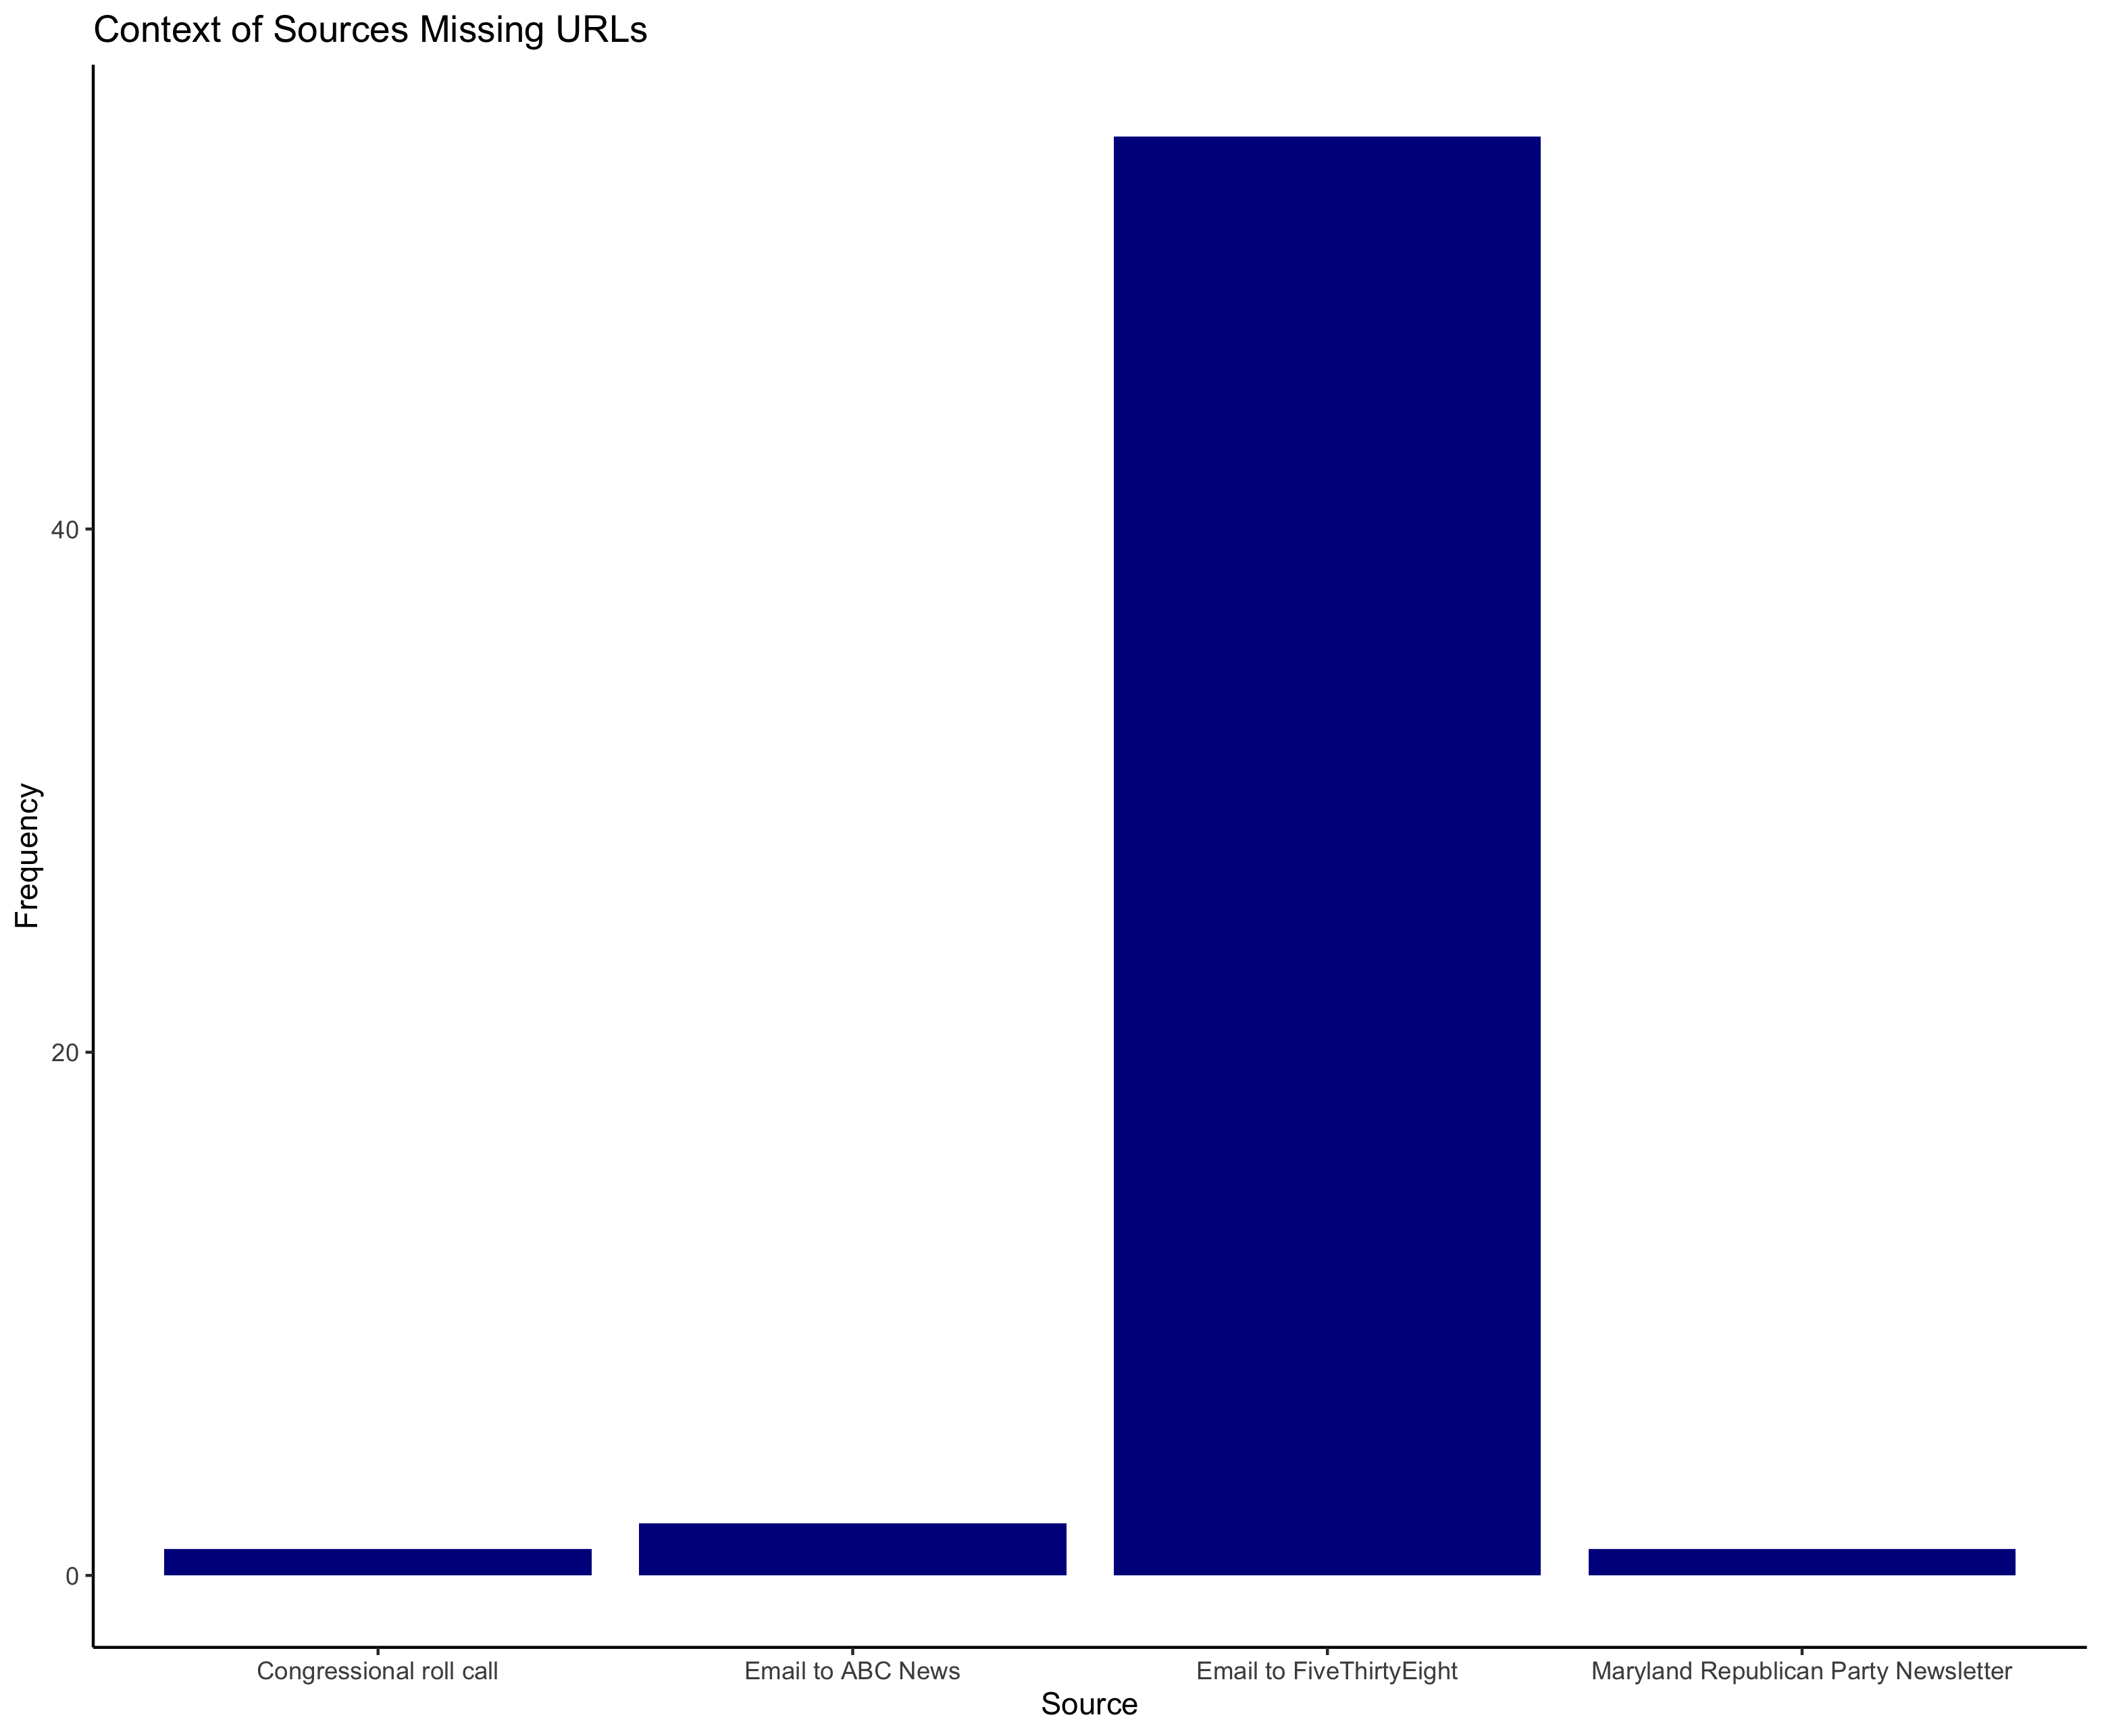 Context of Sources Missing URLs
Frequency
40
20
0
Congressional roll call
Email to ABC News
Email to FiveThirtyEight
Maryland Republican Party Newsletter
Source